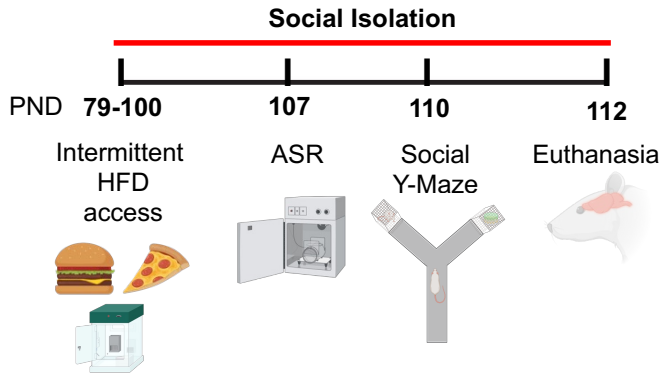 Social Isolation
PND 79-100 107 110 112
Intermittent HFD access
ASR
Social Y-Maze
Euthanasia